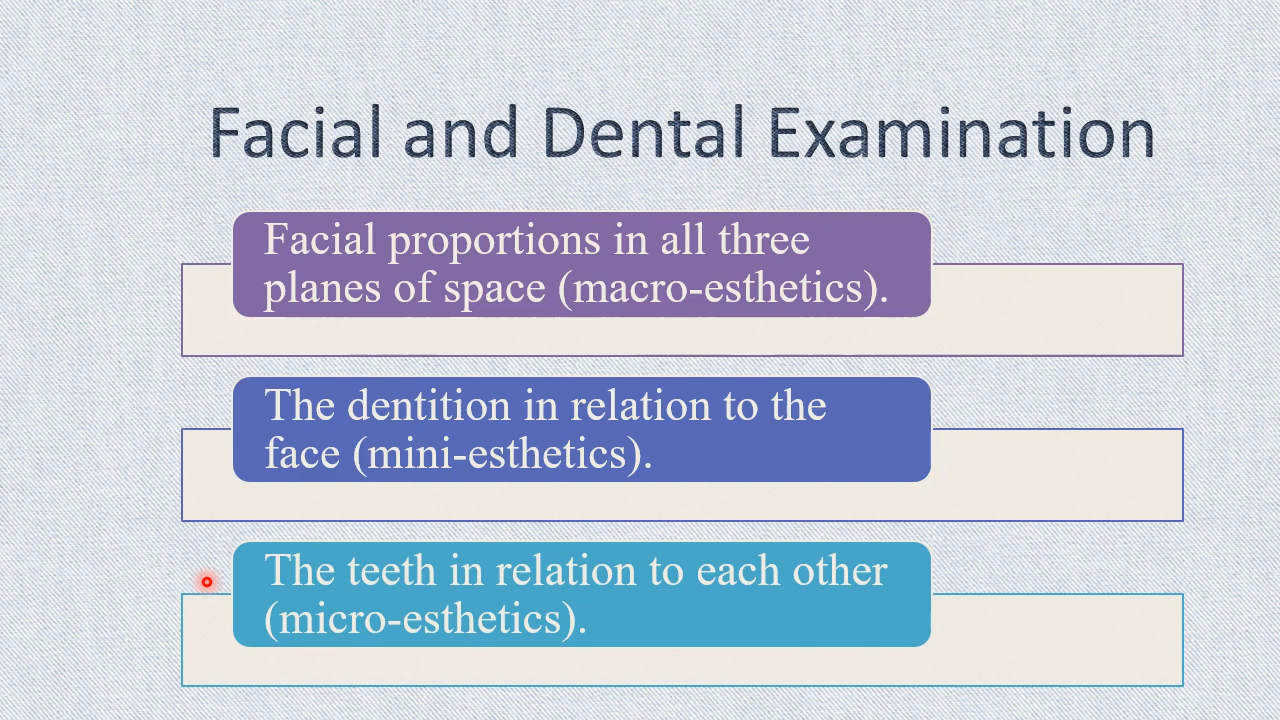 Facial and Dental Examination
Facial proportions in all three
planes of space (macro-esthetics).
The dentition in relation to the
face (mini-esthetics).
The teeth in relation to each other
(micro-esthetics).